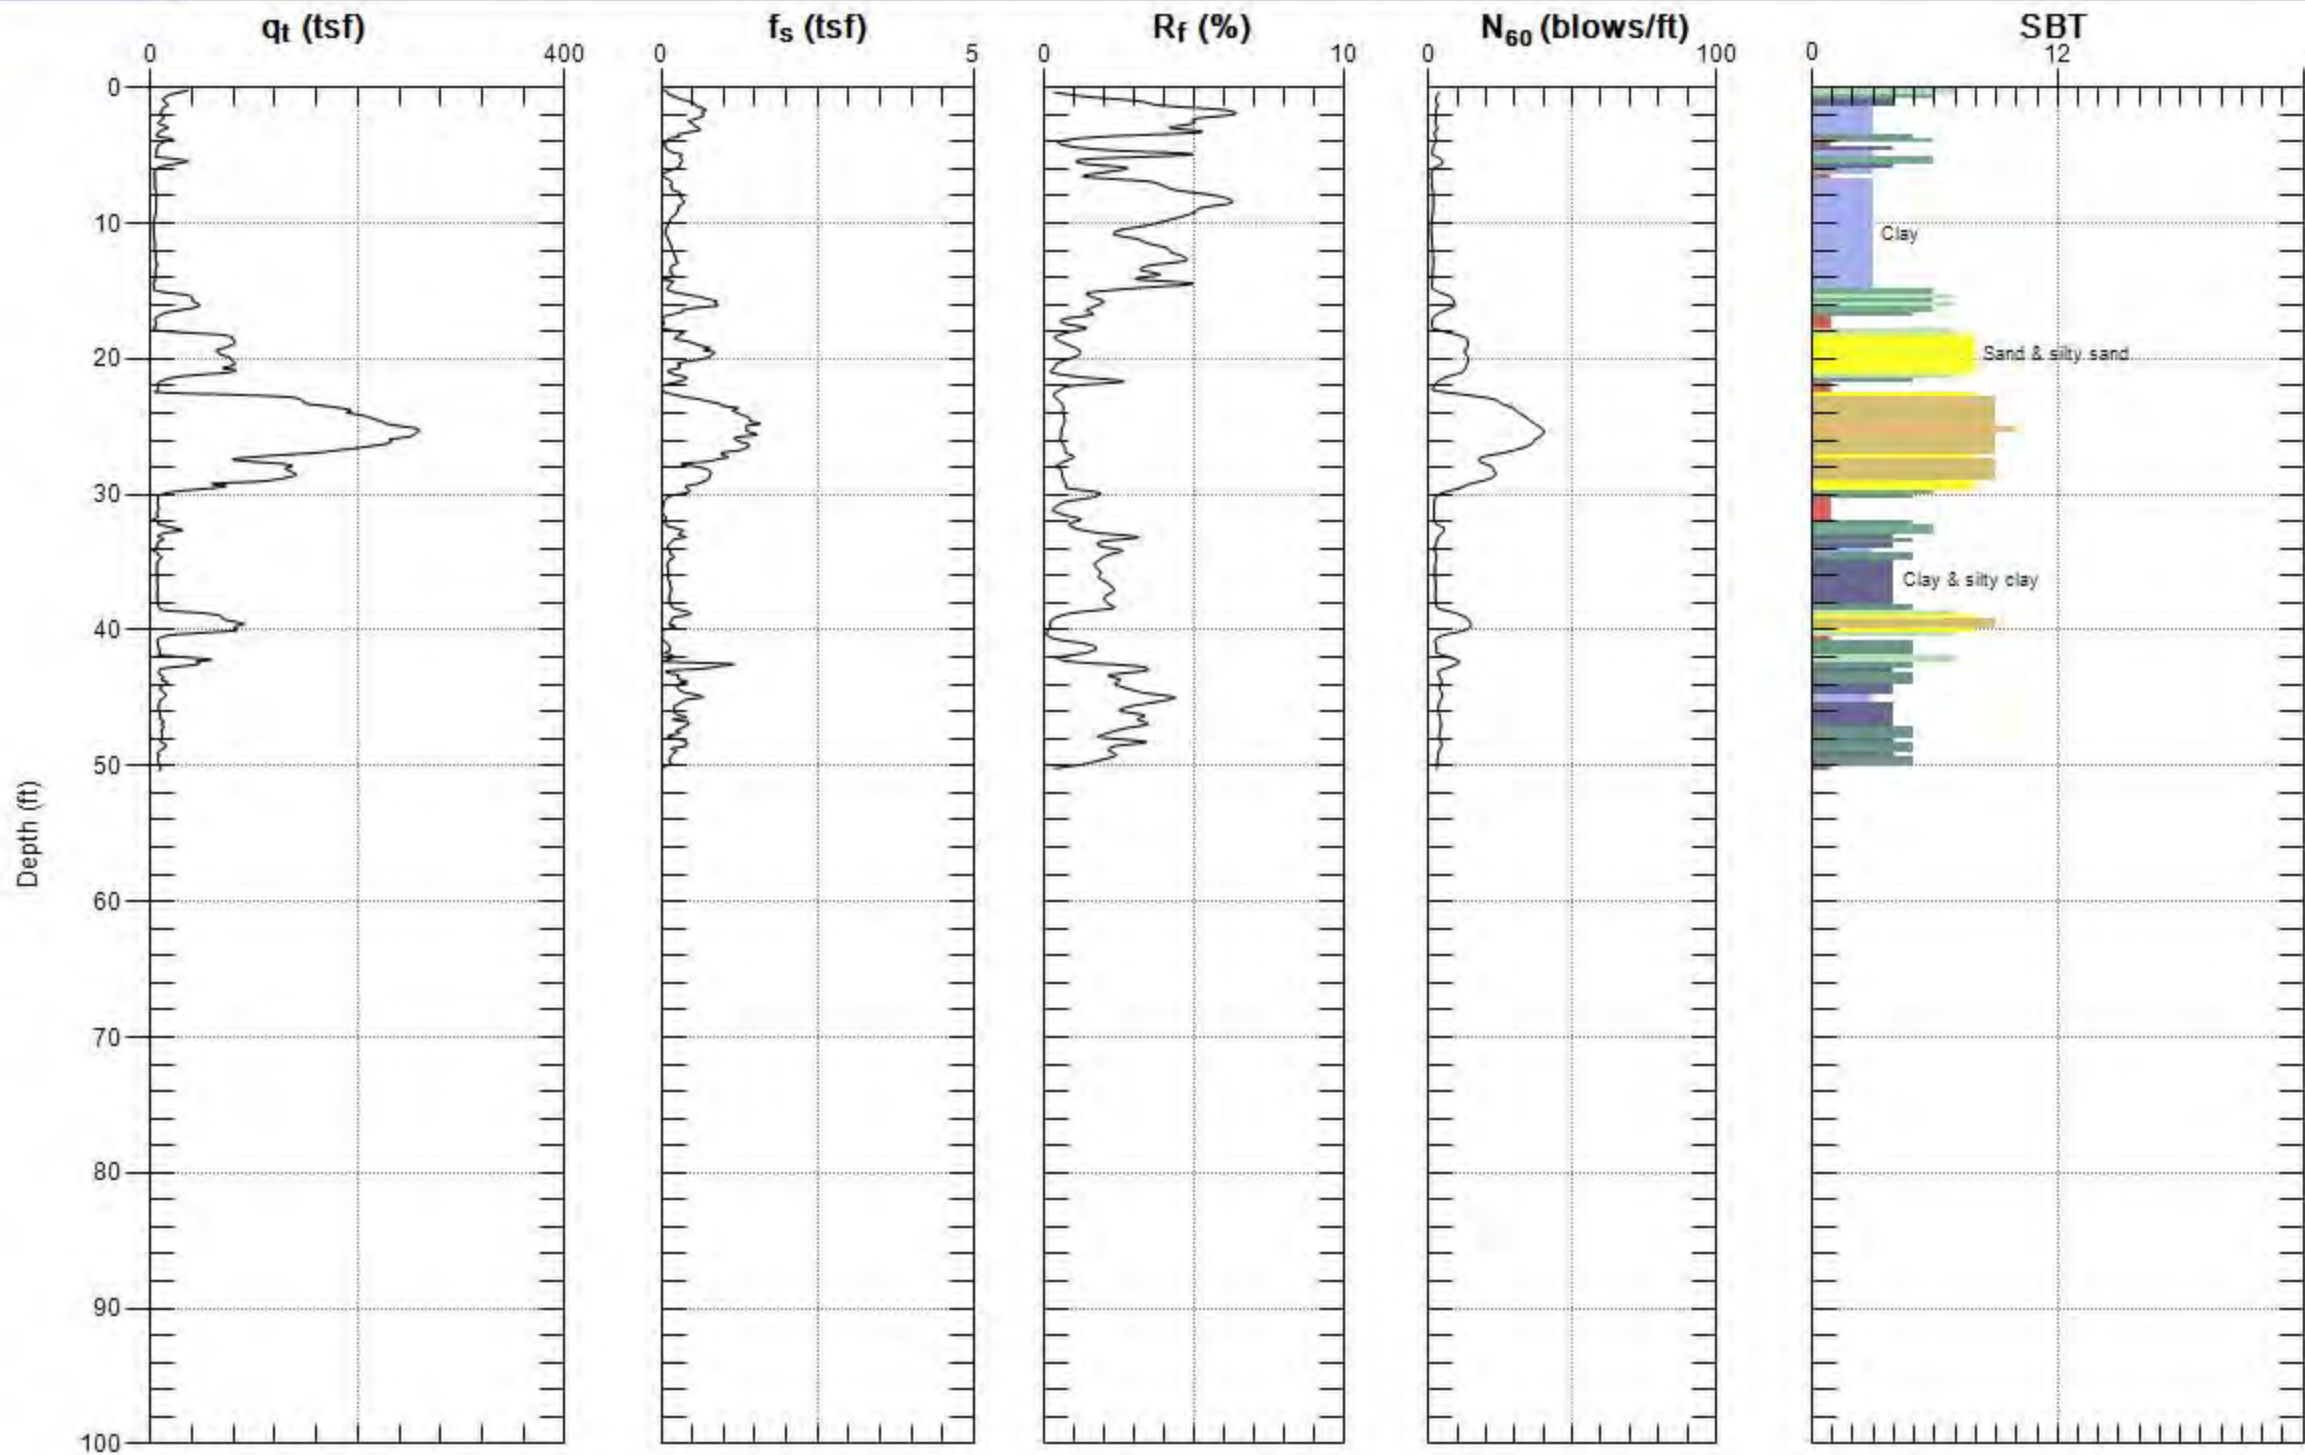 qt (tsf) fs (tsf) Rf (%) N60 (blows/ft) SBT
0 400 0 5 0 10 0 100 0 12
0
10
Clay
20
Sand & silty sand
30
Clay & silty clay
40
50
Depth (ft)
60
70
80
90
100